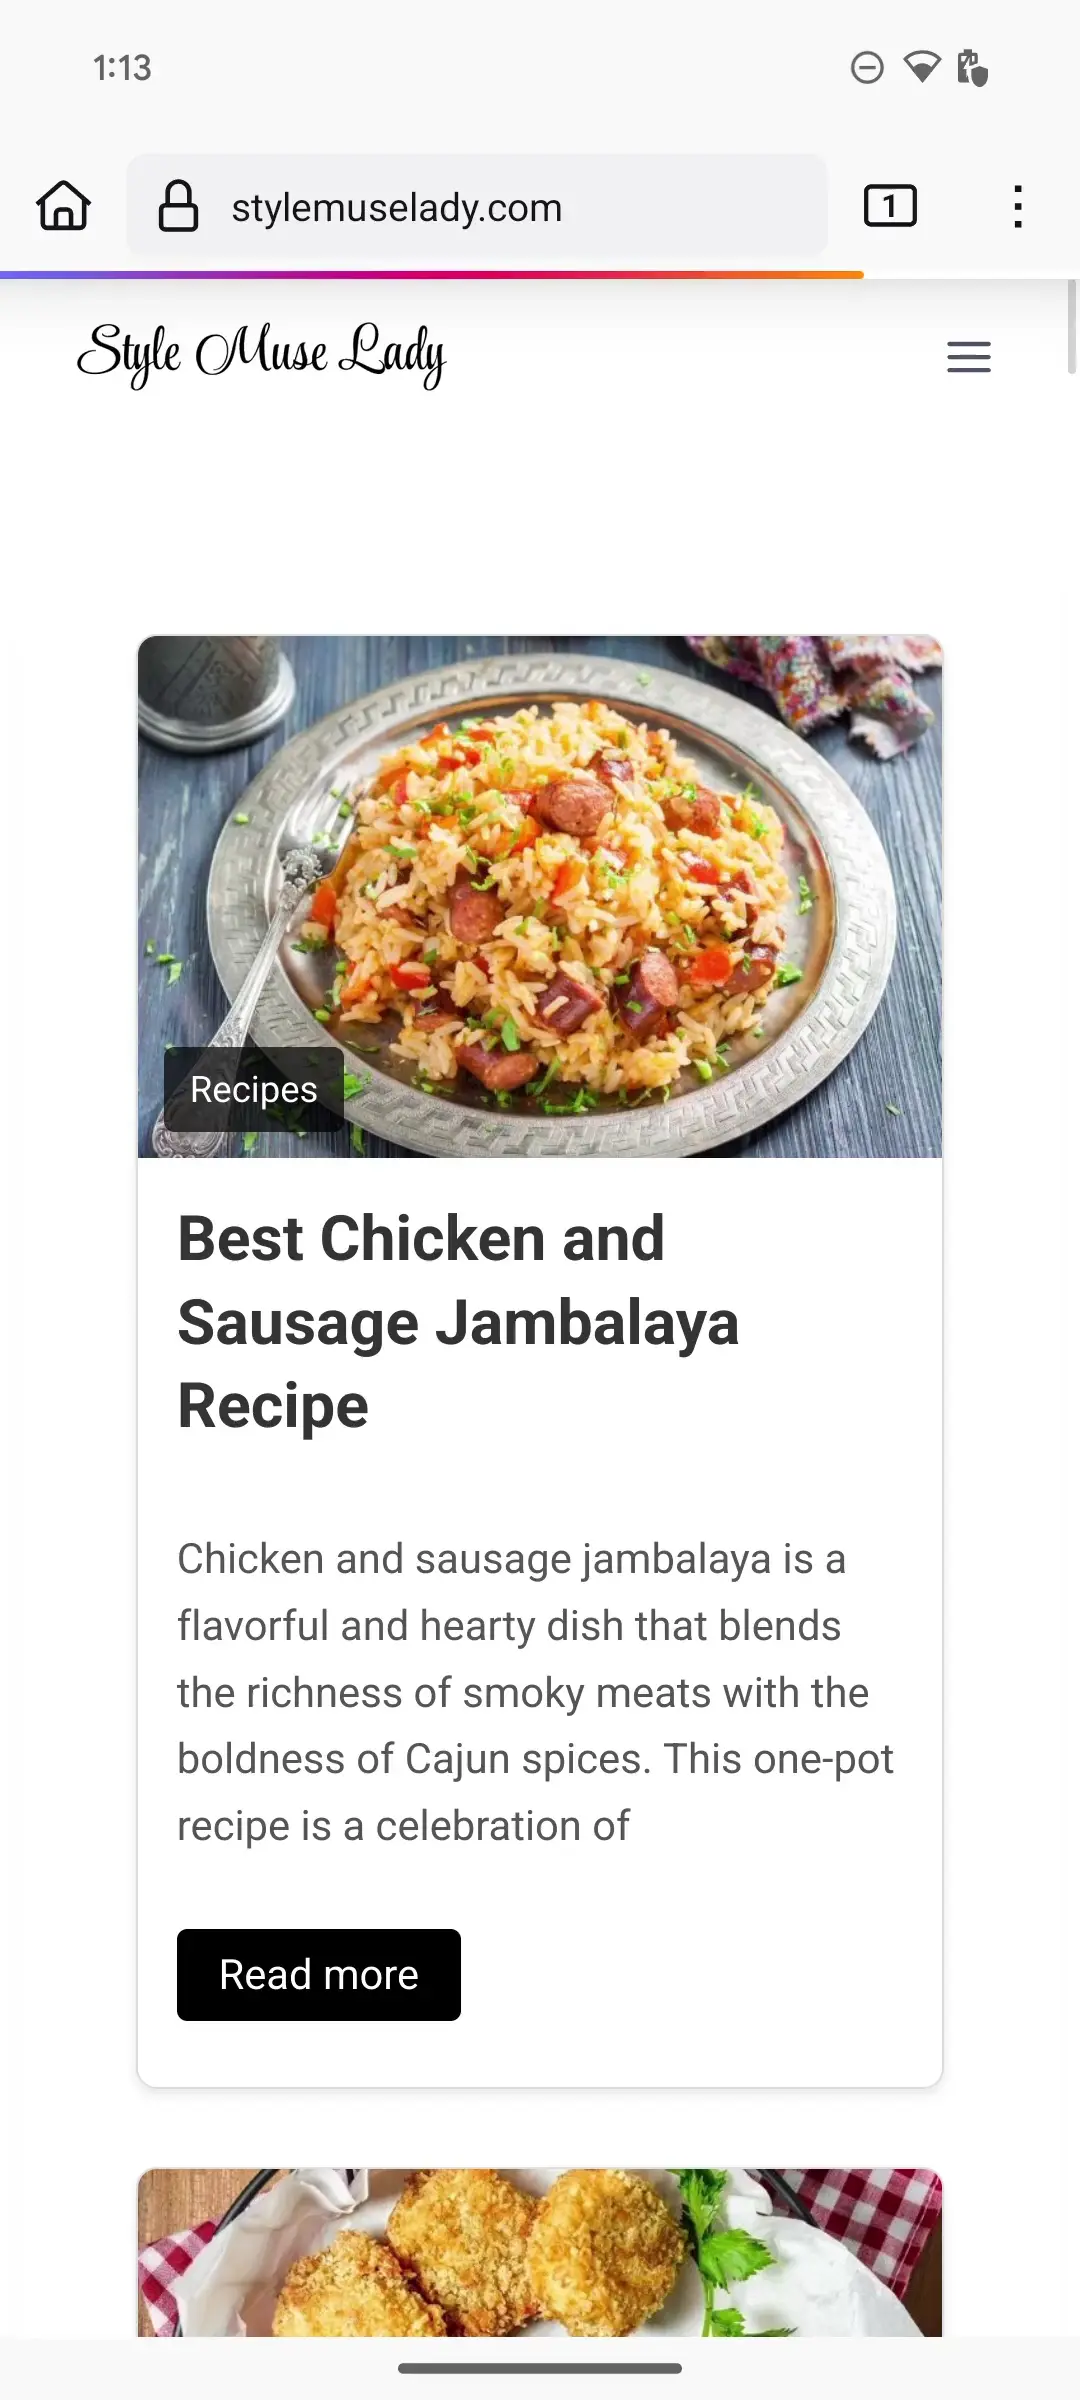 1:13
stylemuselady.com
1
Style Muse Lady
Recipes
Best Chicken and
Sausage Jambalaya
Recipe
Chicken and sausage jambalaya is a
flavorful and hearty dish that blends
the richness of smoky meats with the
boldness of Cajun spices. This one-pot
recipe is a celebration of
Read more